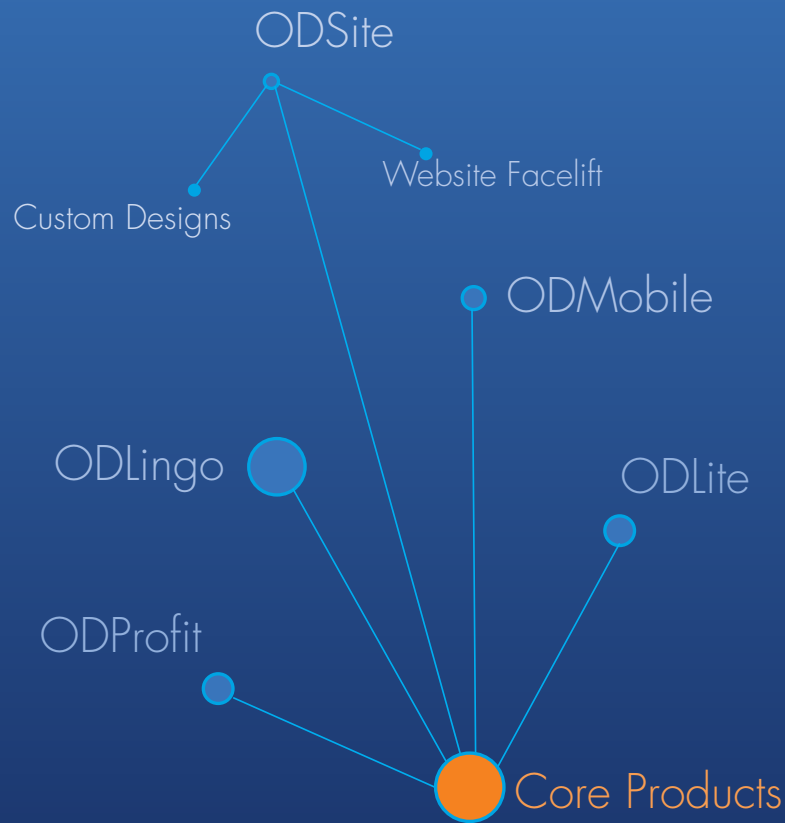 ODSite
Website Facelift
Custom Designs
ODMobile
ODLingo
ODLite
ODProfit
Core Products